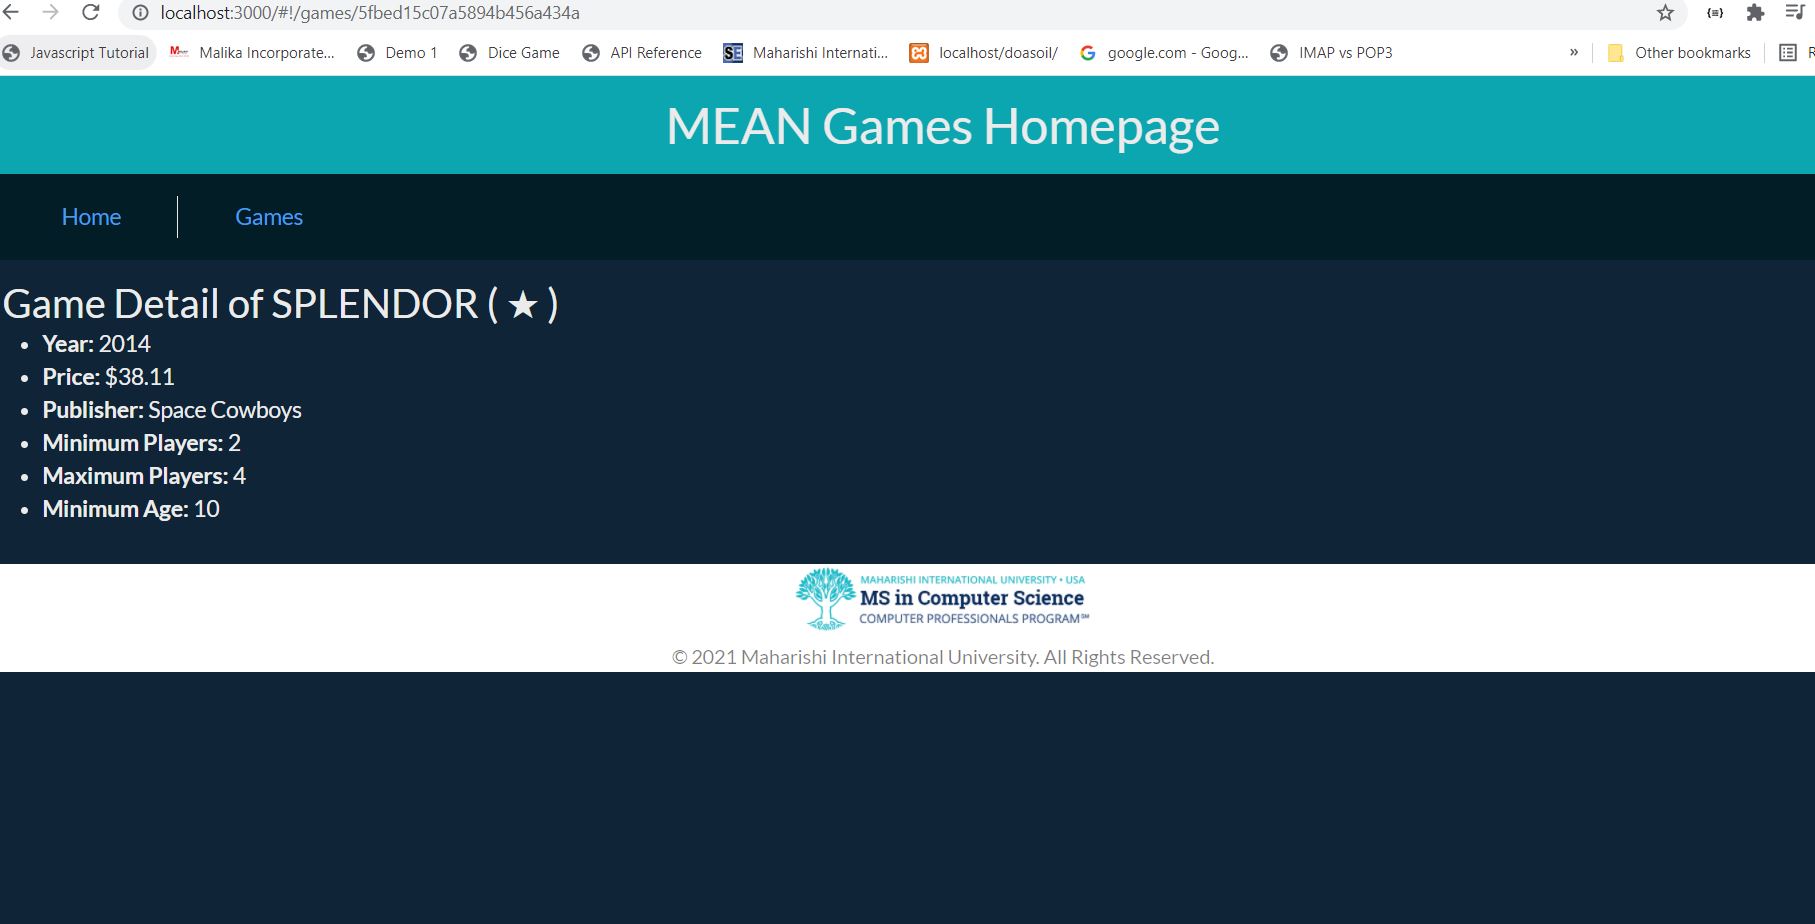 localhost:3000/#!/games/5fbed15c07a5894b456a434a
Javascript Tutorial Malika Incorporate... Demo 1 Dice Game API Reference SE Maharishi Internati... localhost/doasoil/ google.com - Goog... IMAP vs POP3 » Other bookmarks R
MEAN Games Homepage
Home Games
Game Detail of SPLENDOR ( ★ )
• Year: 2014
• Price: $38.11
• Publisher: Space Cowboys
• Minimum Players: 2
• Maximum Players: 4
• Minimum Age: 10
MAHARISHI INTERNATIONAL UNIVERSITY • USA
MS in Computer Science
COMPUTER PROFESSIONALS PROGRAM℠
© 2021 Maharishi International University. All Rights Reserved.